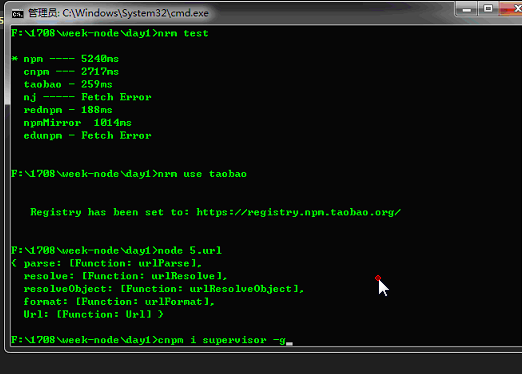 管理员: C:\Windows\System32\cmd.exe
F:\1708\week-node\day1>nrm test
* npm ---- 5240ms
cnpm --- 2717ms
taobao - 259ms
nj ----- Fetch Error
rednpm - 188ms
npmMirror  1014ms
edunpm - Fetch Error
F:\1708\week-node\day1>nrm use taobao
Registry has been set to: https://registry.npm.taobao.org/
F:\1708\week-node\day1>node 5.url
{ parse: [Function: urlParse],
resolve: [Function: urlResolve],
resolveObject: [Function: urlResolveObject],
format: [Function: urlFormat],
Url: [Function: Url] }
F:\1708\week-node\day1>cnpm i supervisor -g